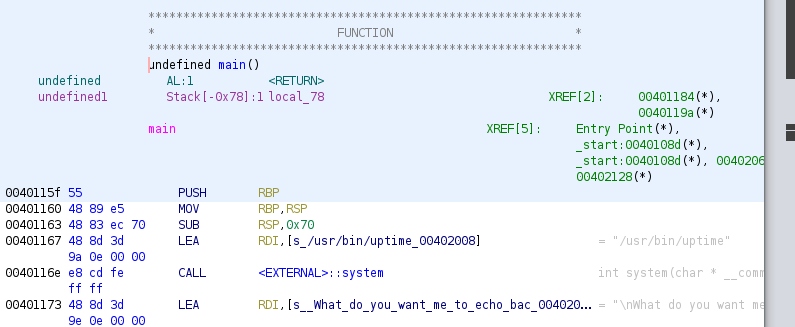 ************************************************************
* FUNCTION *
************************************************************
undefined main()
undefined AL:1 <RETURN>
undefined1 Stack[-0x78]:1 local_78 XREF[2]: 00401184(*),
0040119a(*)
main XREF[5]: Entry Point(*),
_start:0040108d(*),
_start:0040108d(*), 0040206
00402128(*)
0040115f 55 PUSH RBP
00401160 48 89 e5 MOV RBP,RSP
00401163 48 83 ec 70 SUB RSP,0x70
00401167 48 8d 3d LEA RDI,[s_/usr/bin/uptime_00402008] = "/usr/bin/uptime"
9a 0e 00 00
0040116e e8 cd fe CALL <EXTERNAL>::system int system(char * __comm
ff ff
00401173 48 8d 3d LEA RDI,[s__What_do_you_want_me_to_echo_bac_004020... = "\nWhat do you want me
9e 0e 00 00